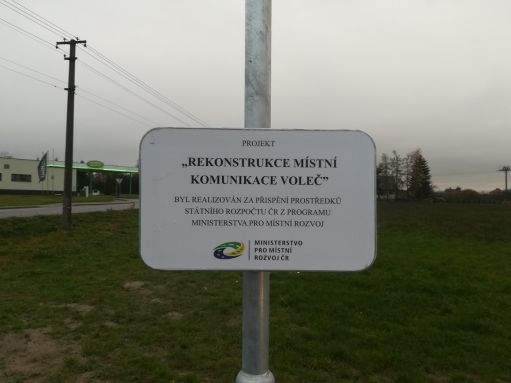 PROJEKT
„REKONSTRUKCE MÍSTNÍ
KOMUNIKACE VOLEČ”
BYL REALIZOVÁN ZA PŘISPĚNÍ PROSTŘEDKŮ
STÁTNÍHO ROZPOČTU ČR Z PROGRAMU
MINISTERSTVA PRO MÍSTNÍ ROZVOJ
MINISTERSTVO
PRO MÍSTNÍ
ROZVOJ ČR